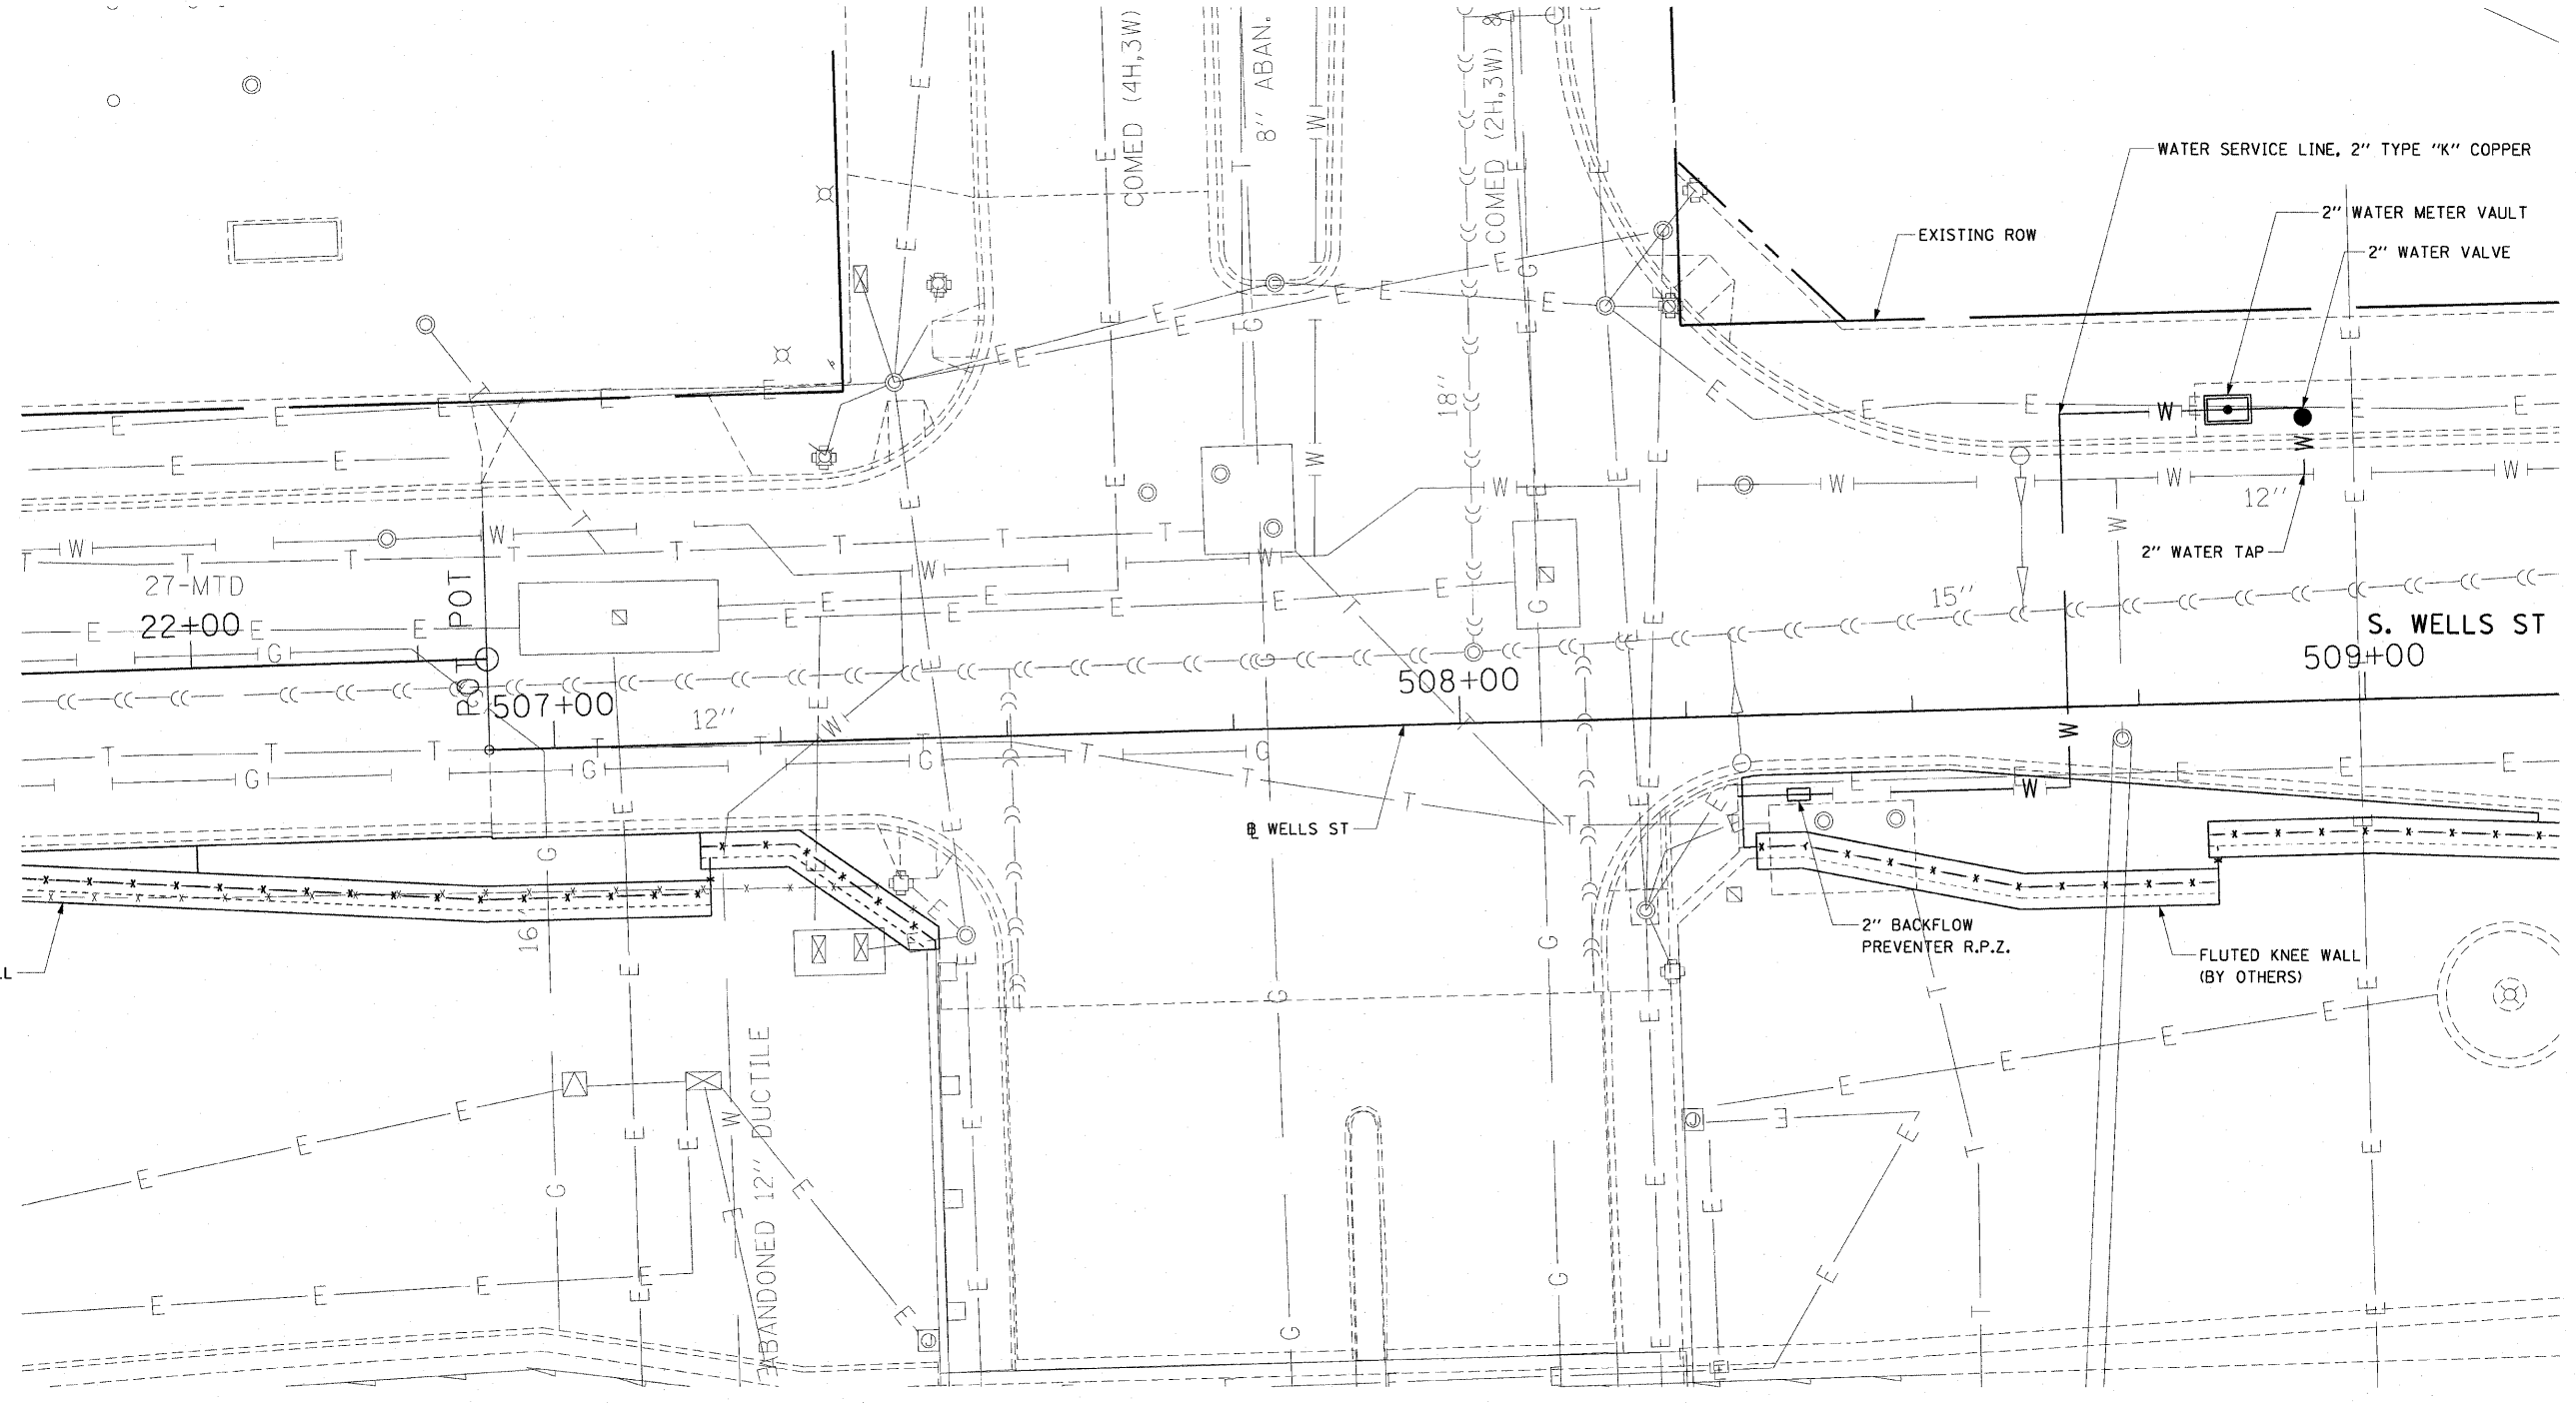 COMED (4H,3W)
8" ABAN.
COMED (2H,3W) 8
WATER SERVICE LINE, 2" TYPE "K" COPPER
2" WATER METER VAULT
EXISTING ROW
2" WATER VALVE
18"
12"
2" WATER TAP
27-MTD
22+00
POT
15"
S. WELLS ST
509+00
508+00
POT
507+00
12"
℄ WELLS ST
2" BACKFLOW
PREVENTER R.P.Z.
FLUTED KNEE WALL
(BY OTHERS)
16"
LL
ABANDONED 12" DUCTILE